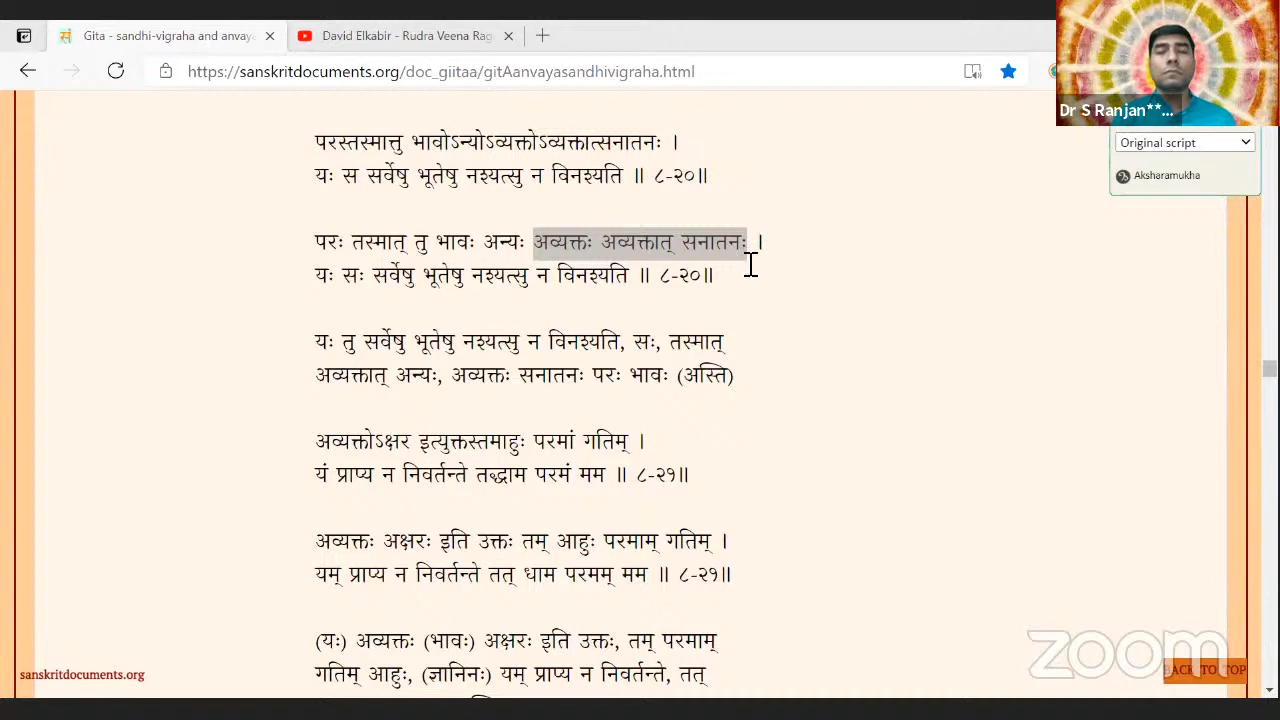 Gita - sandhi-vigraha and anvay
David Elkabir - Rudra Veena Rag
https://sanskritdocuments.org/doc_giitaa/gitAanvayasandhivigraha.html
Dr S Ranjan**...
Original script
Aksharamukha
परस्तस्मात्तु भावोऽन्योऽव्यक्तोऽव्यक्तात्सनातनः ।
यः स सर्वेषु भूतेषु नश्यत्सु न विनश्यति ॥ ८-२०॥
परः तस्मात् तु भावः अन्यः अव्यक्तः अव्यक्तात् सनातनः ।
यः सः सर्वेषु भूतेषु नश्यत्सु न विनश्यति ॥ ८-२०॥
यः तु सर्वेषु भूतेषु नश्यत्सु न विनश्यति, सः, तस्मात्
अव्यक्तात् अन्यः, अव्यक्तः सनातनः परः भावः (अस्ति)
अव्यक्तोऽक्षर इत्युक्तस्तमाहुः परमां गतिम् ।
यं प्राप्य न निवर्तन्ते तद्धाम परमं मम ॥ ८-२१॥
अव्यक्तः अक्षरः इति उक्तः तम् आहुः परमाम् गतिम् ।
यम् प्राप्य न निवर्तन्ते तत् धाम परमम् मम ॥ ८-२१॥
(यः) अव्यक्तः (भावः) अक्षरः इति उक्तः, तम् परमाम्
गतिम् आहुः, (ज्ञानिनः) यम् प्राप्य न निवर्तन्ते, तत्
zoom
sanskritdocuments.org
BACK TO TOP